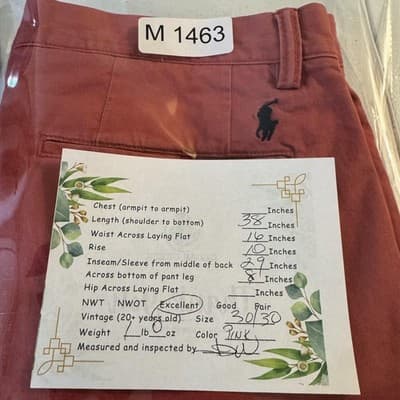 M 1463
Chest (armpit to armpit) Inches
Length (shoulder to bottom) 38 Inches
Waist Across Laying Flat 16 Inches
Rise 10 Inches
Inseam/Sleeve from middle of back 29 Inches
Across bottom of pant leg 8 Inches
Hip Across Laying Flat Inches
NWT NWOT Excellent Good Fair
Vintage (20+ years old) Size 30/30
Weight 1 lb 0 oz Color PINK
Measured and inspected by